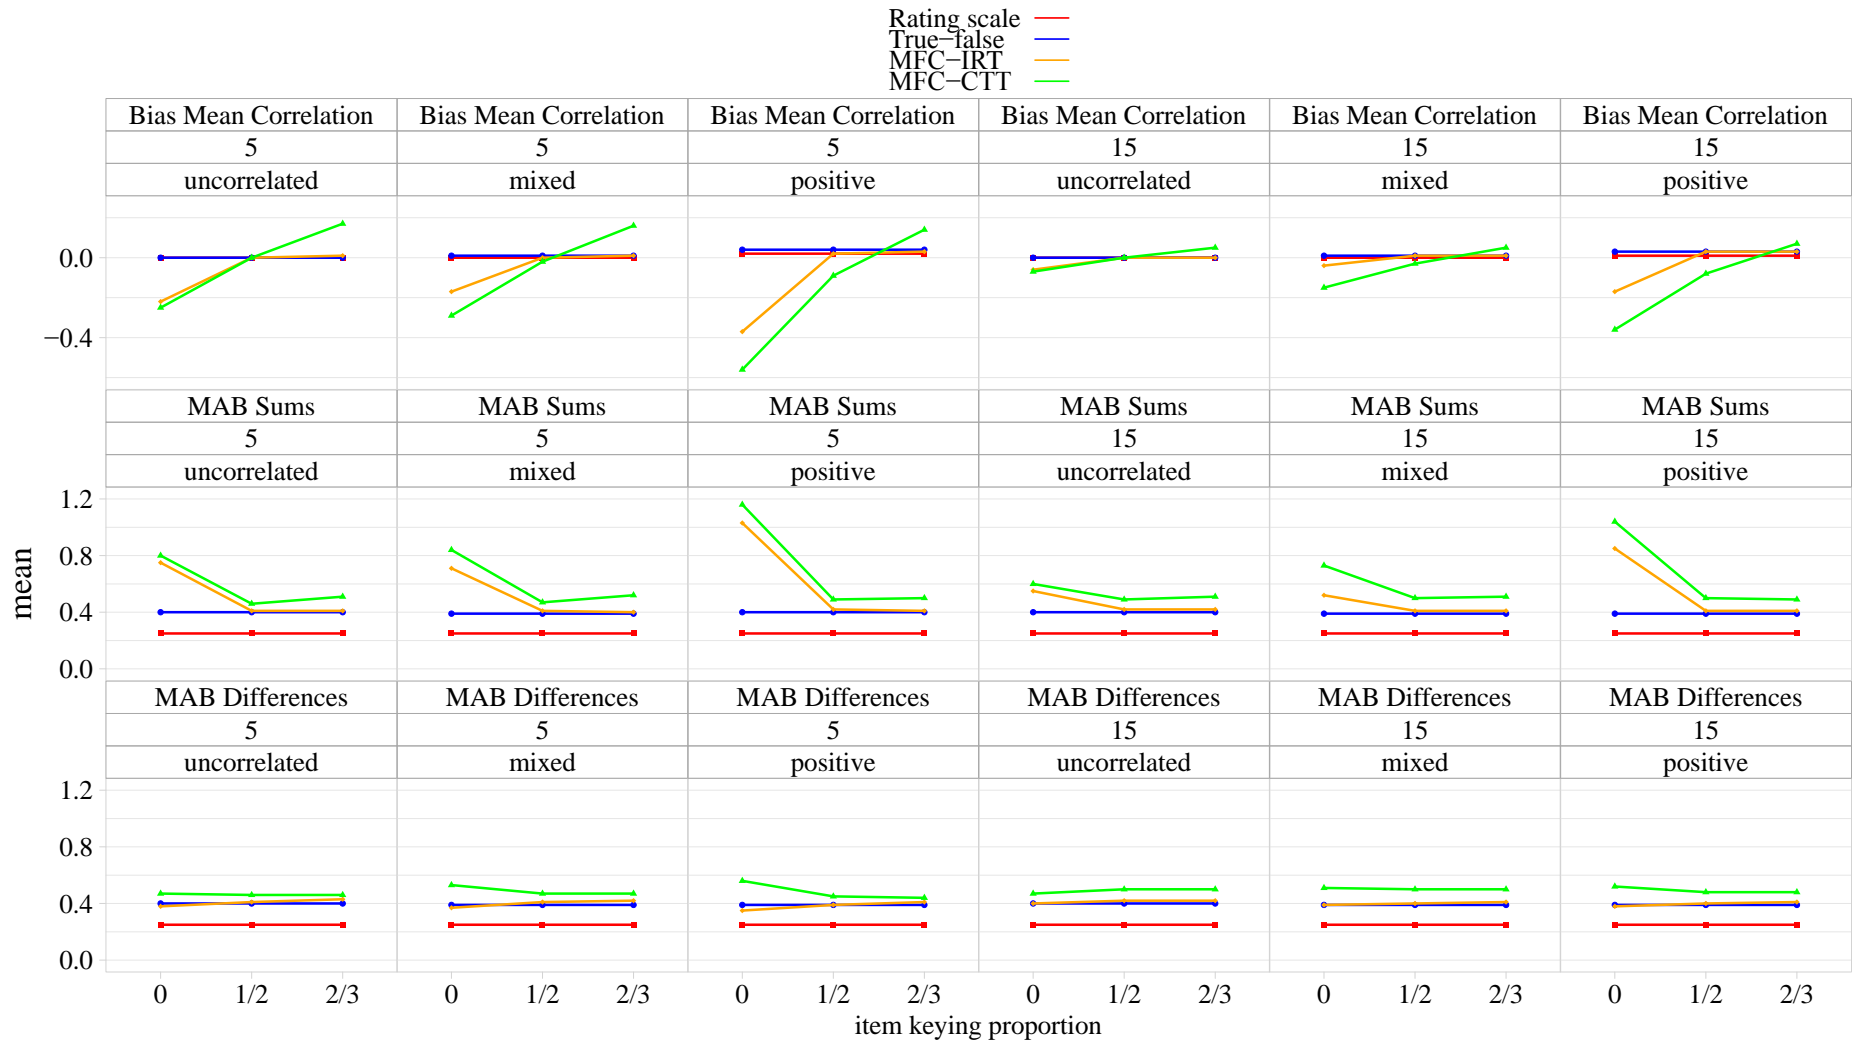 Rating scale
True−false
MFC−IRT
MFC−CTT
Bias Mean Correlation Bias Mean Correlation Bias Mean Correlation Bias Mean Correlation Bias Mean Correlation Bias Mean Correlation
5 5 5 15 15 15
uncorrelated mixed positive uncorrelated mixed positive
0.0
−0.4
MAB Sums MAB Sums MAB Sums MAB Sums MAB Sums MAB Sums
5 5 5 15 15 15
uncorrelated mixed positive uncorrelated mixed positive
1.2
0.8
0.4
0.0
mean
MAB Differences MAB Differences MAB Differences MAB Differences MAB Differences MAB Differences
5 5 5 15 15 15
uncorrelated mixed positive uncorrelated mixed positive
1.2
0.8
0.4
0.0
0 1/2 2/3 0 1/2 2/3 0 1/2 2/3 0 1/2 2/3 0 1/2 2/3 0 1/2 2/3
item keying proportion